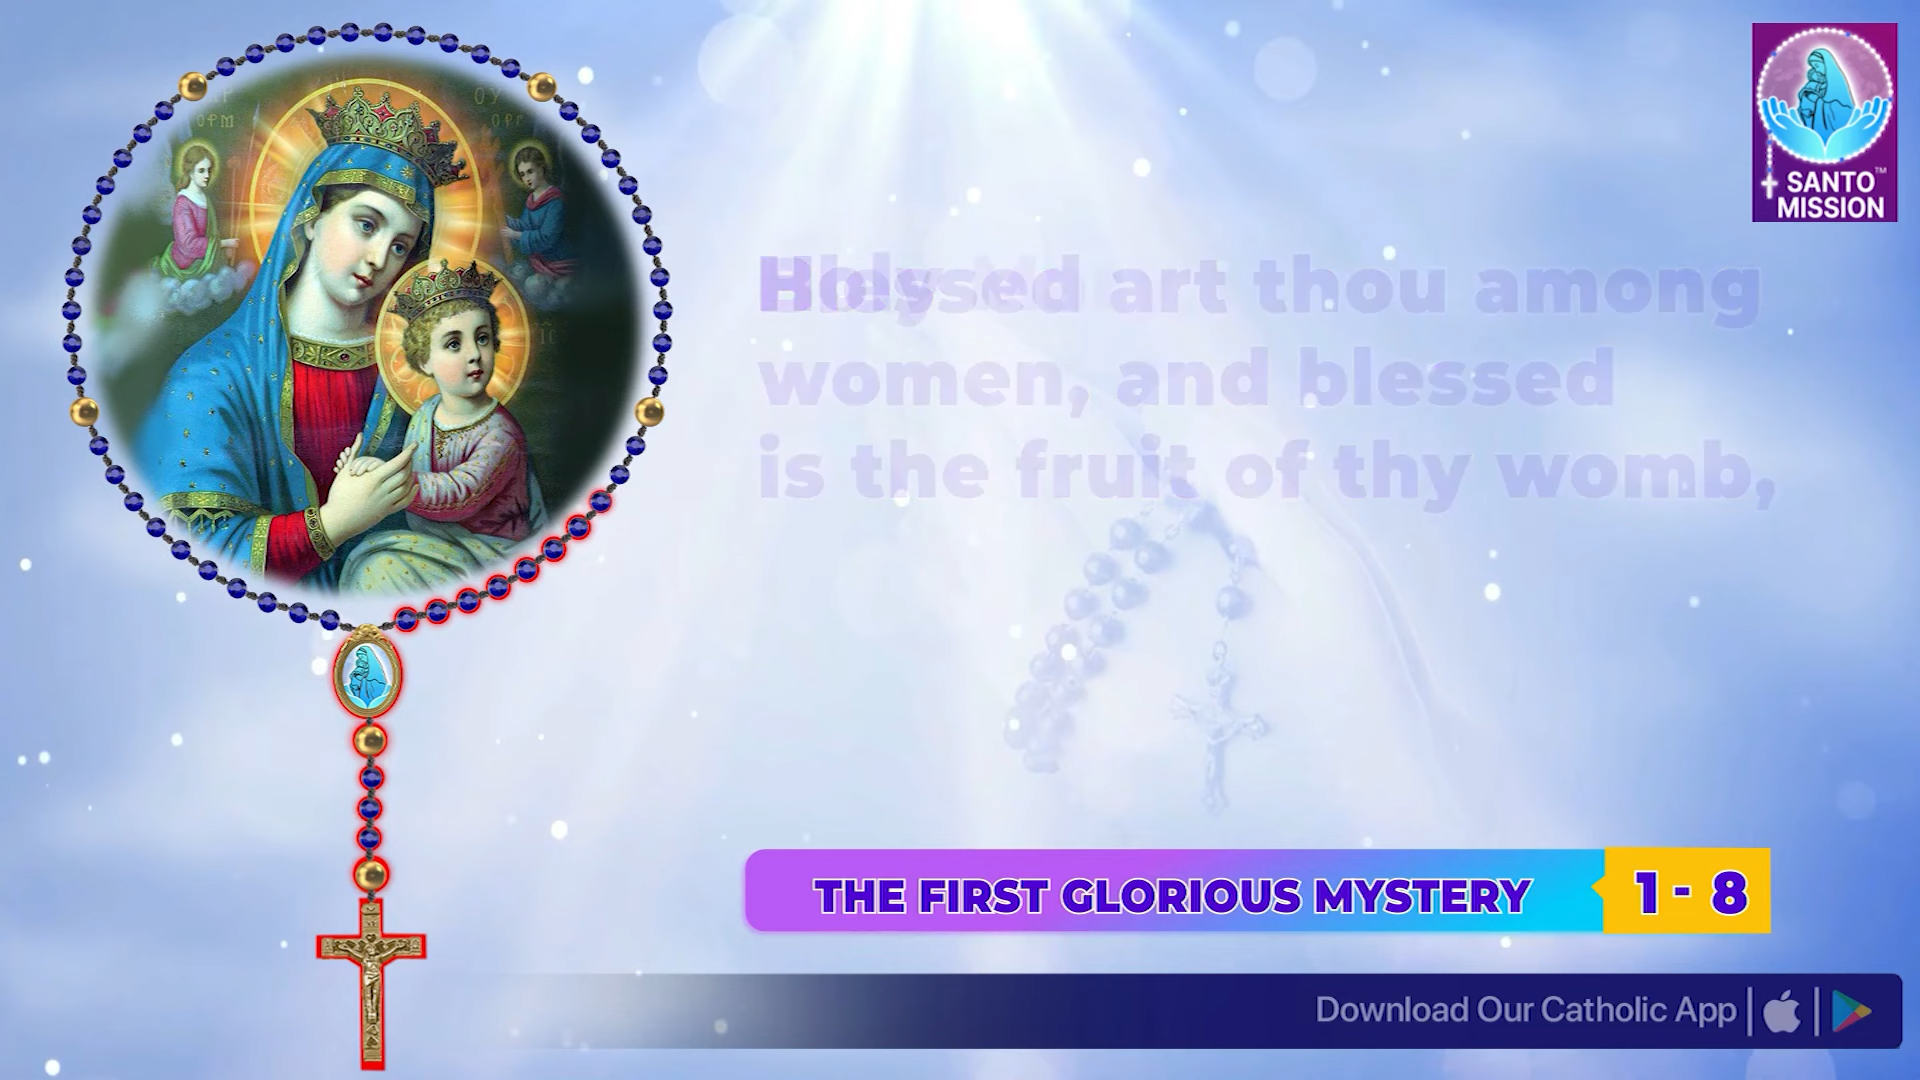 SANTO™
MISSION
blessed art thou among
women, and blessed
is the fruit of thy womb,
THE FIRST GLORIOUS MYSTERY 1 - 8
Download Our Catholic App